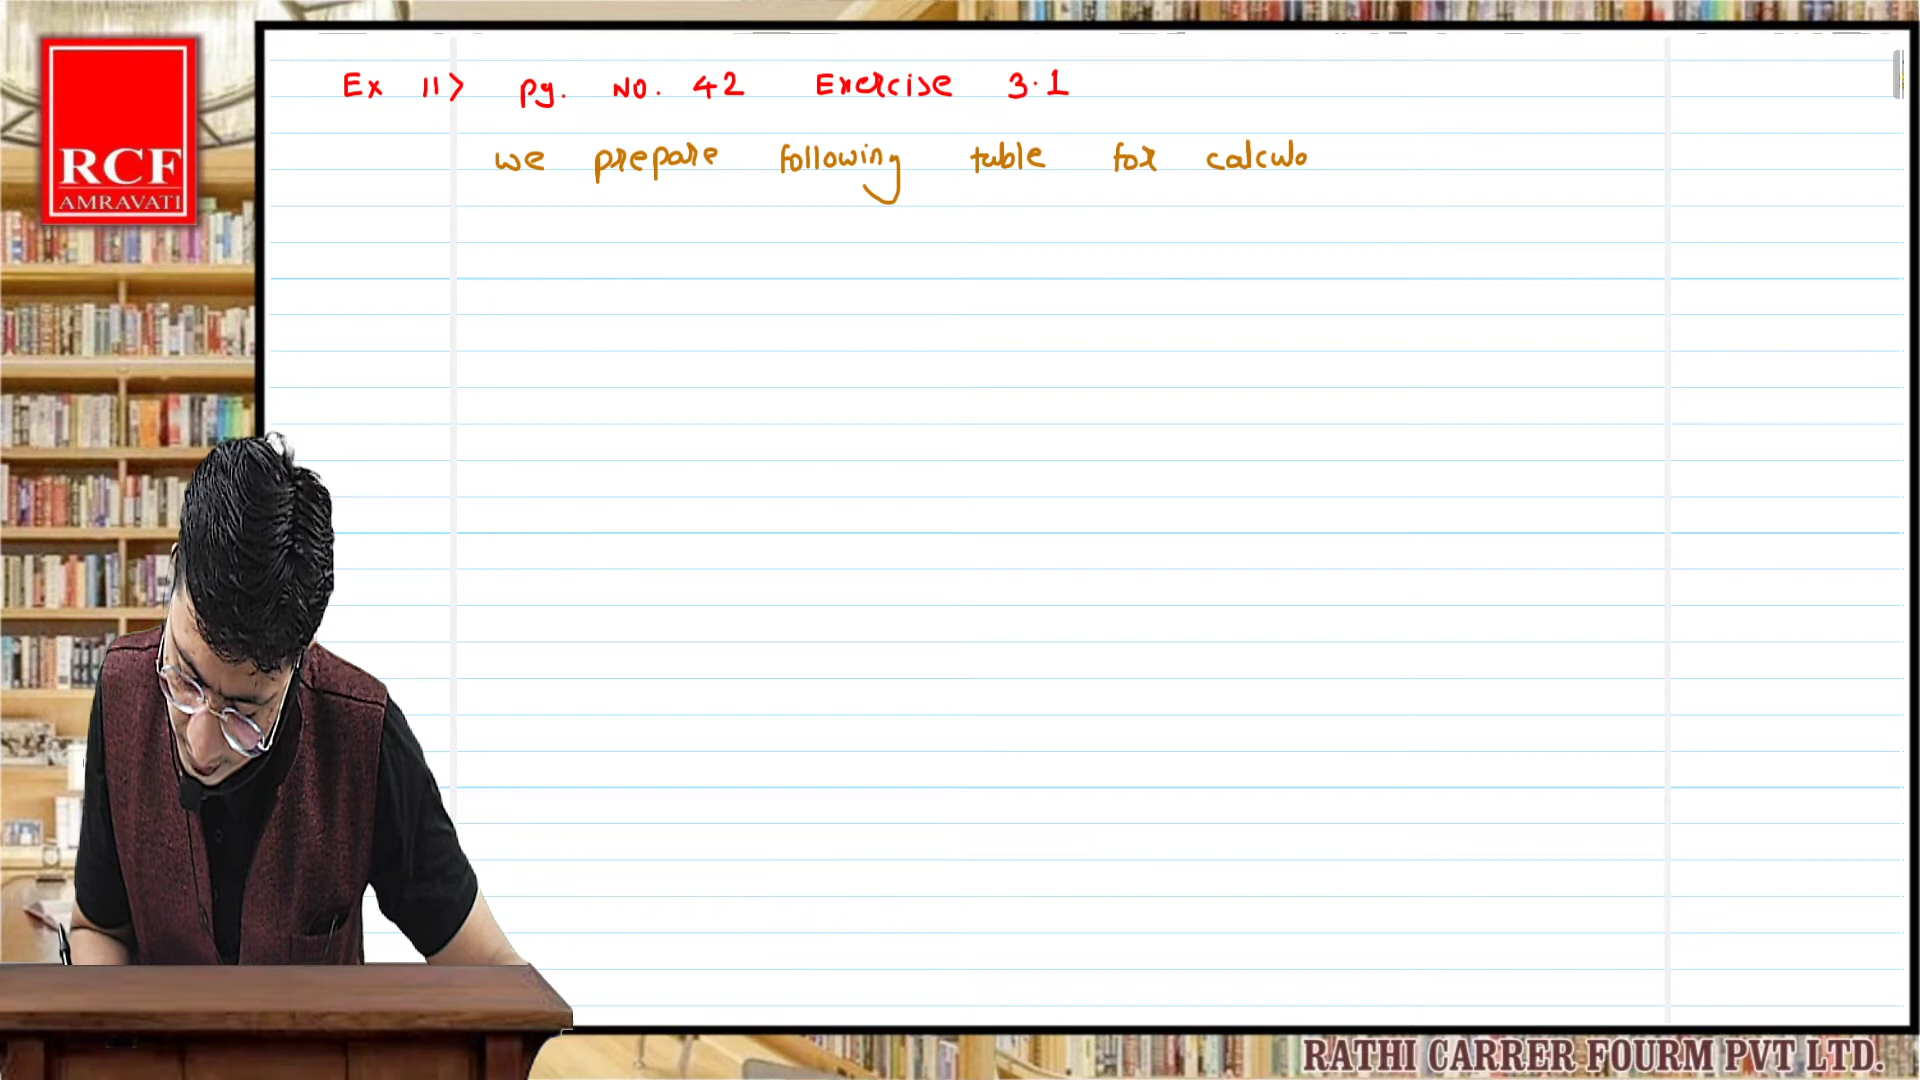 RCF
AMRAVATI
Ex 11> pg. No. 42 Exercise 3.1
we prepare following table for calculo
RATHI CARRER FOURM PVT LTD.